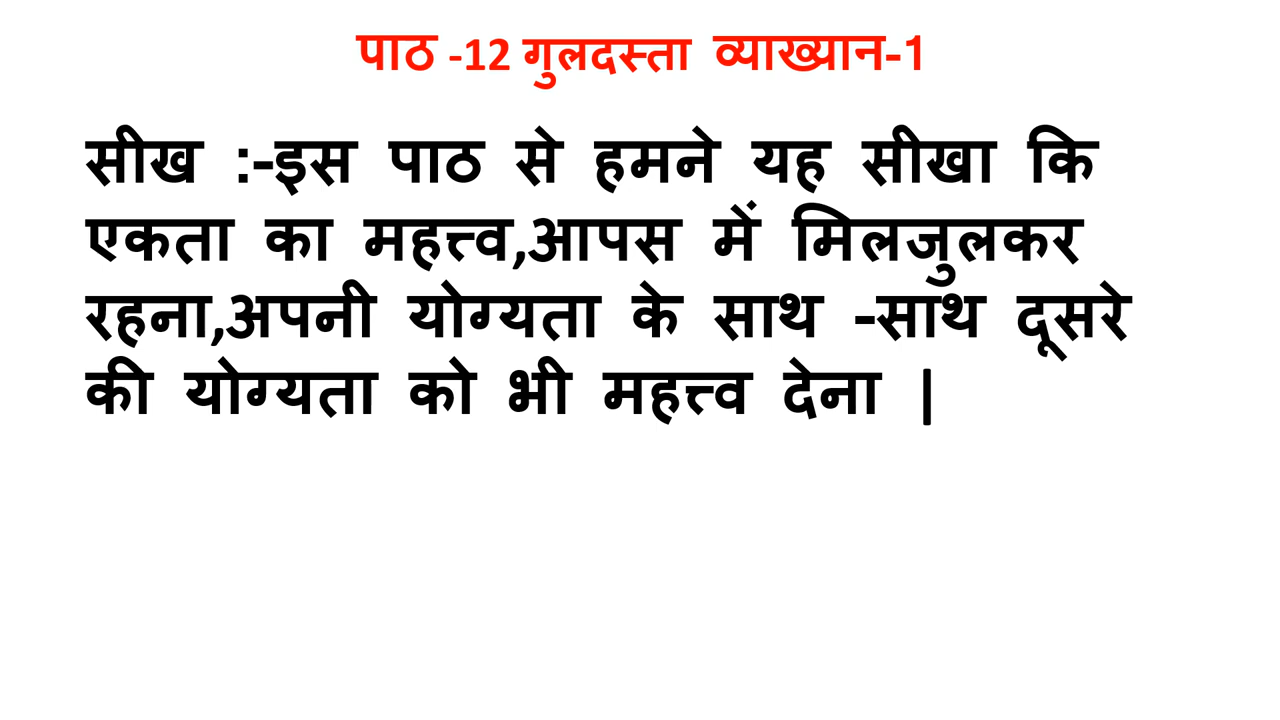 पाठ -12 गुलदस्ता व्याख्यान-1
सीख :-इस पाठ से हमने यह सीखा कि
एकता का महत्त्व,आपस में मिलजुलकर
रहना,अपनी योग्यता के साथ -साथ दूसरे
की योग्यता को भी महत्त्व देना |